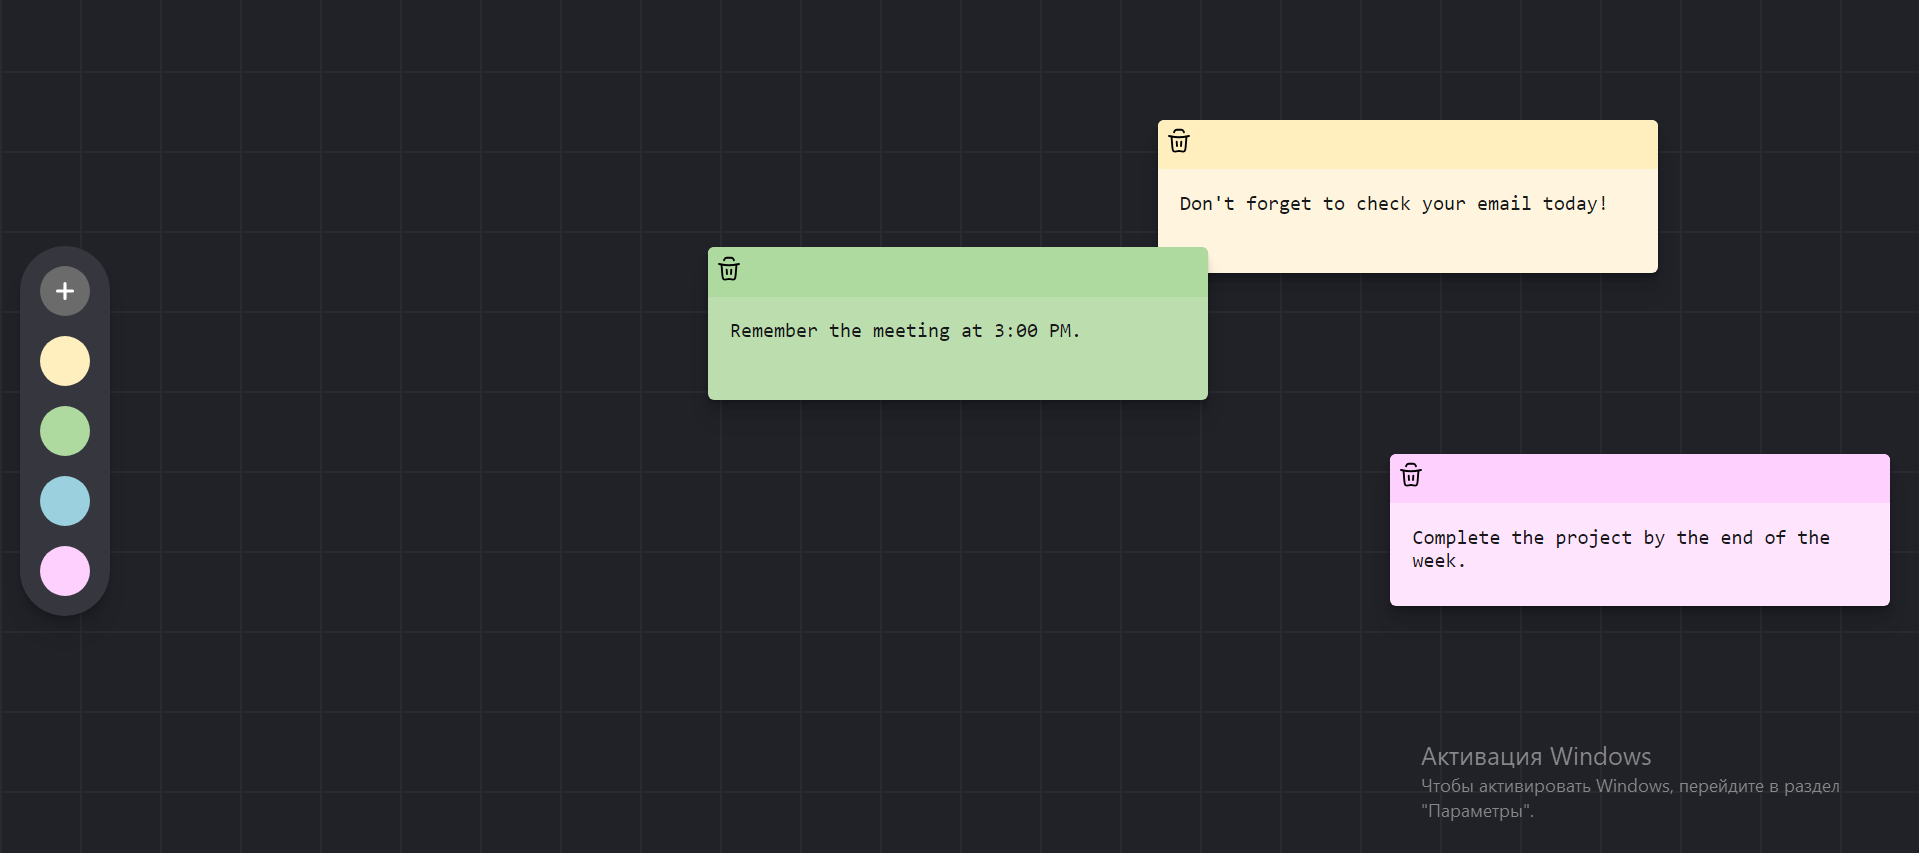 Don't forget to check your email today!
Remember the meeting at 3:00 PM.
Complete the project by the end of the
week.
Активация Windows
Чтобы активировать Windows, перейдите в раздел
"Параметры".